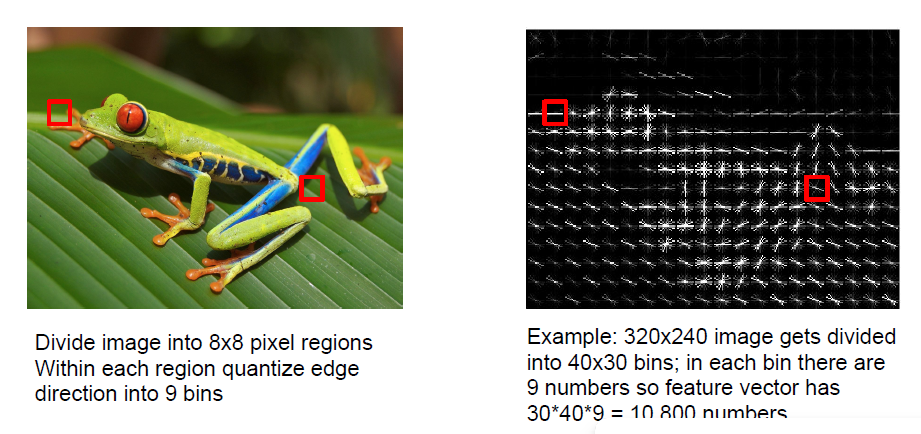 Divide image into 8x8 pixel regions
Within each region quantize edge
direction into 9 bins
Example: 320x240 image gets divided
into 40x30 bins; in each bin there are
9 numbers so feature vector has
30*40*9 = 10,800 numbers